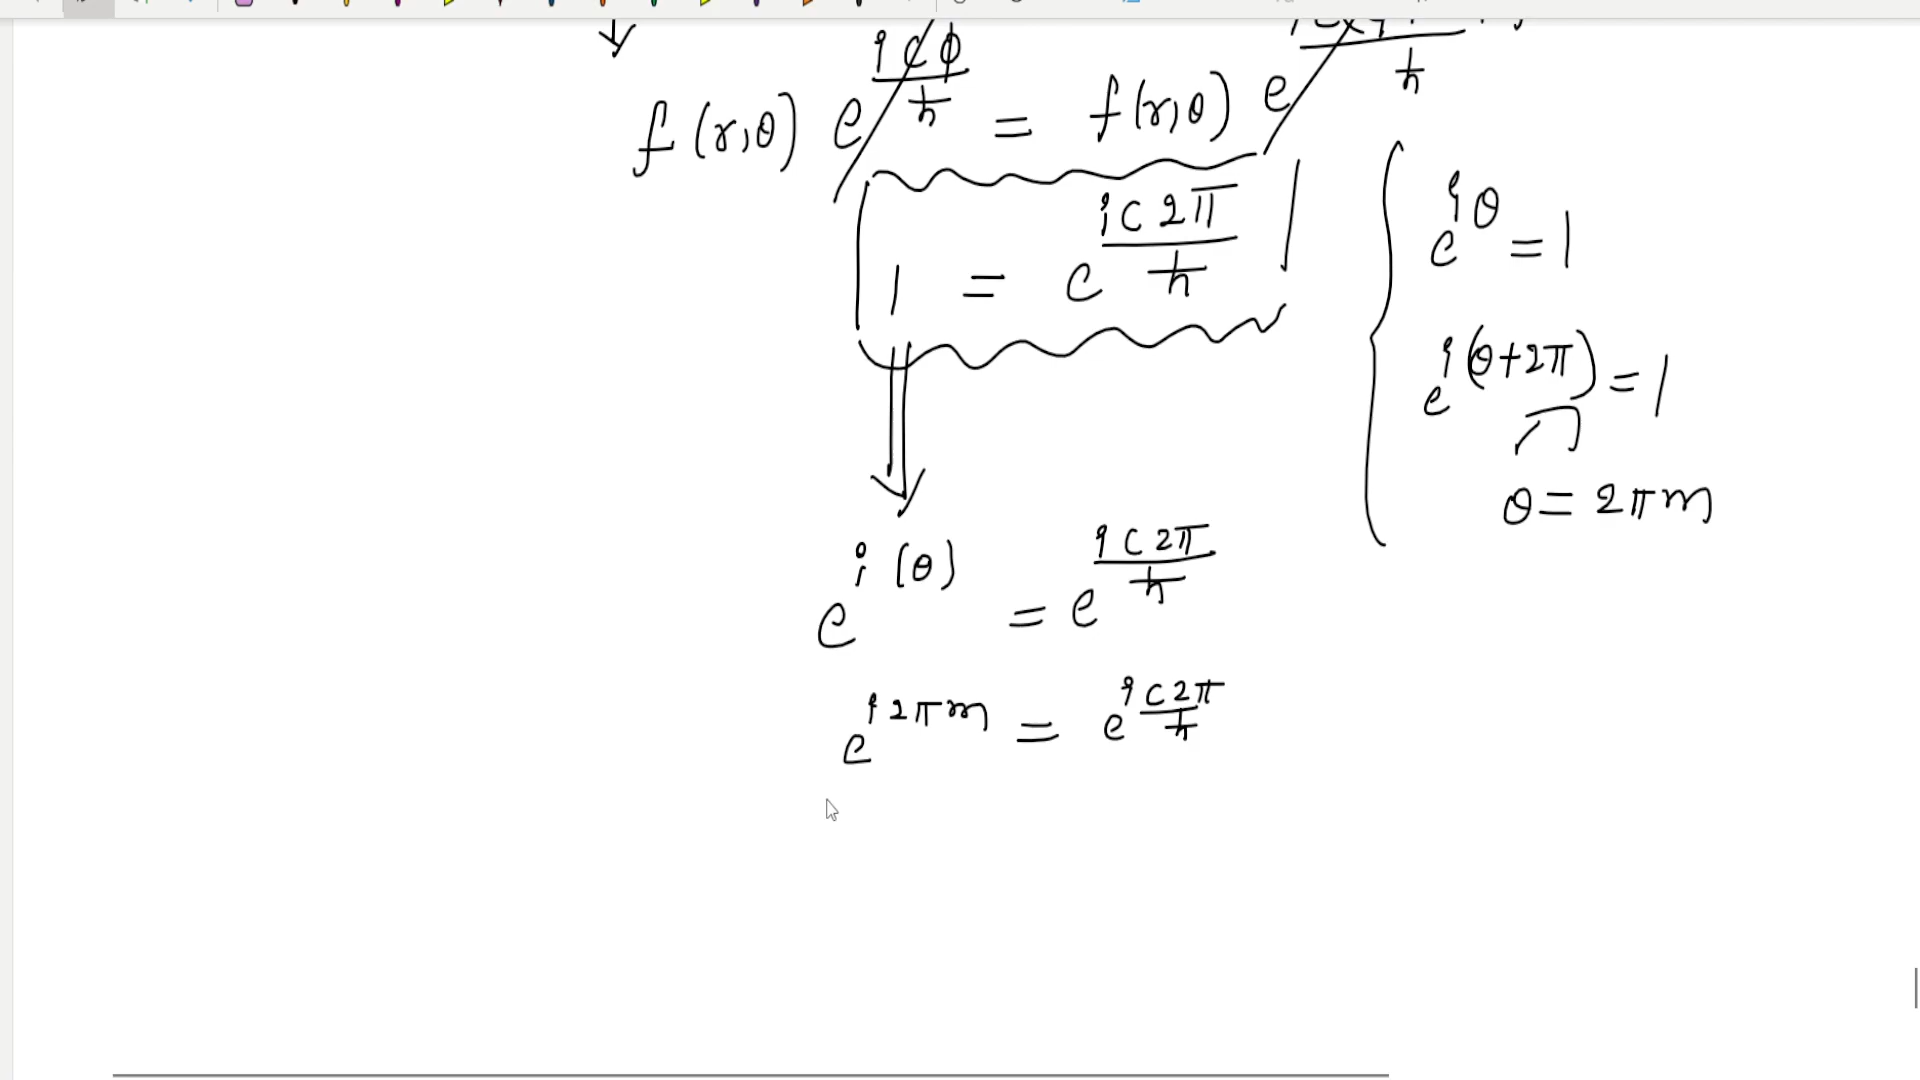 f(r,θ) e^{icϕ/ħ} = f(r,θ) e
1 = e^{ic2π/ħ}
e^{i(θ)} = e^{ic2π/ħ}
e^{i2πm} = e^{ic2π/ħ}
e^{iθ} = 1
e^{i(θ+2π)} = 1
θ = 2πm